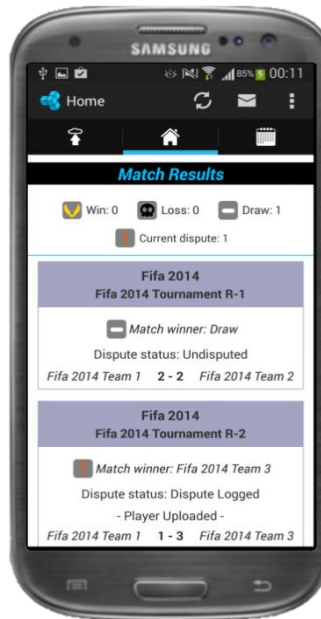 SAMSUNG
85% 00:11
Home
Match Results
Win: 0 Loss: 0 Draw: 1
Current dispute: 1
Fifa 2014
Fifa 2014 Tournament R-1
Match winner: Draw
Dispute status: Undisputed
Fifa 2014 Team 1 2 - 2 Fifa 2014 Team 2
Fifa 2014
Fifa 2014 Tournament R-2
Match winner: Fifa 2014 Team 3
Dispute status: Dispute Logged
- Player Uploaded -
Fifa 2014 Team 1 1 - 3 Fifa 2014 Team 3